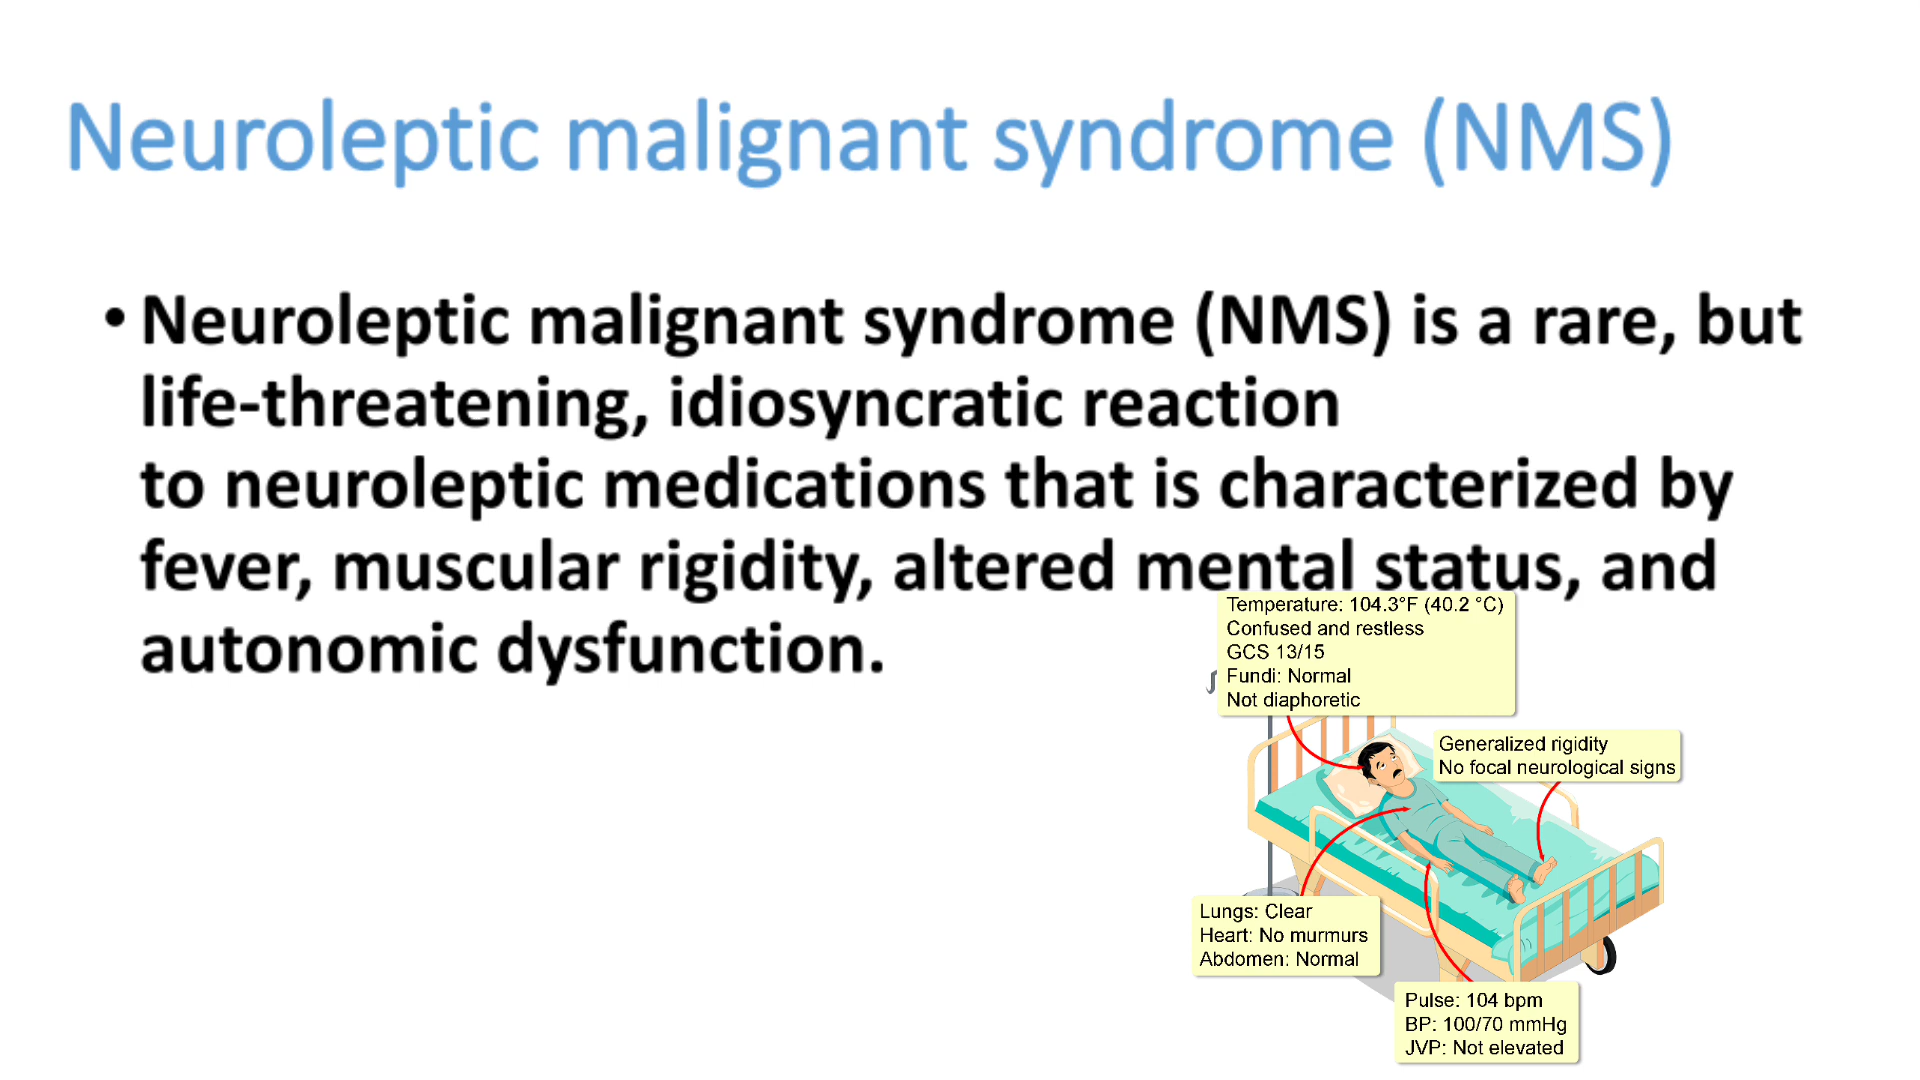 Neuroleptic malignant syndrome (NMS)
• Neuroleptic malignant syndrome (NMS) is a rare, but
life-threatening, idiosyncratic reaction
to neuroleptic medications that is characterized by
fever, muscular rigidity, altered mental status, and
autonomic dysfunction.
Temperature: 104.3°F (40.2 °C)
Confused and restless
GCS 13/15
Fundi: Normal
Not diaphoretic
Generalized rigidity
No focal neurological signs
Lungs: Clear
Heart: No murmurs
Abdomen: Normal
Pulse: 104 bpm
BP: 100/70 mmHg
JVP: Not elevated